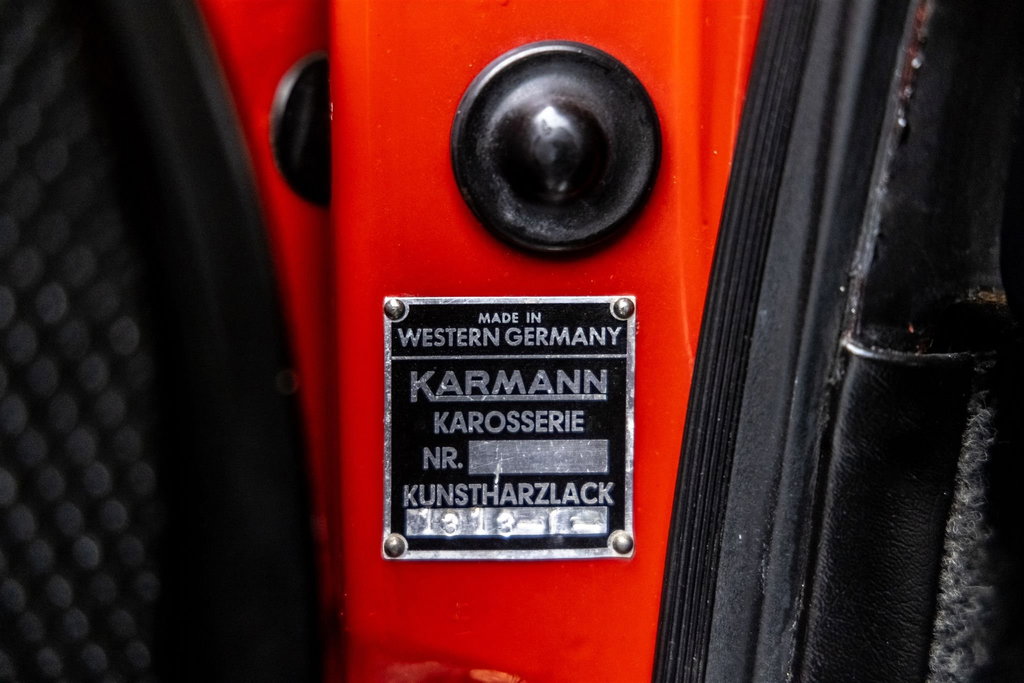 MADE IN
WESTERN GERMANY
KARMANN
KAROSSERIE
NR.
KUNSTHARZLACK